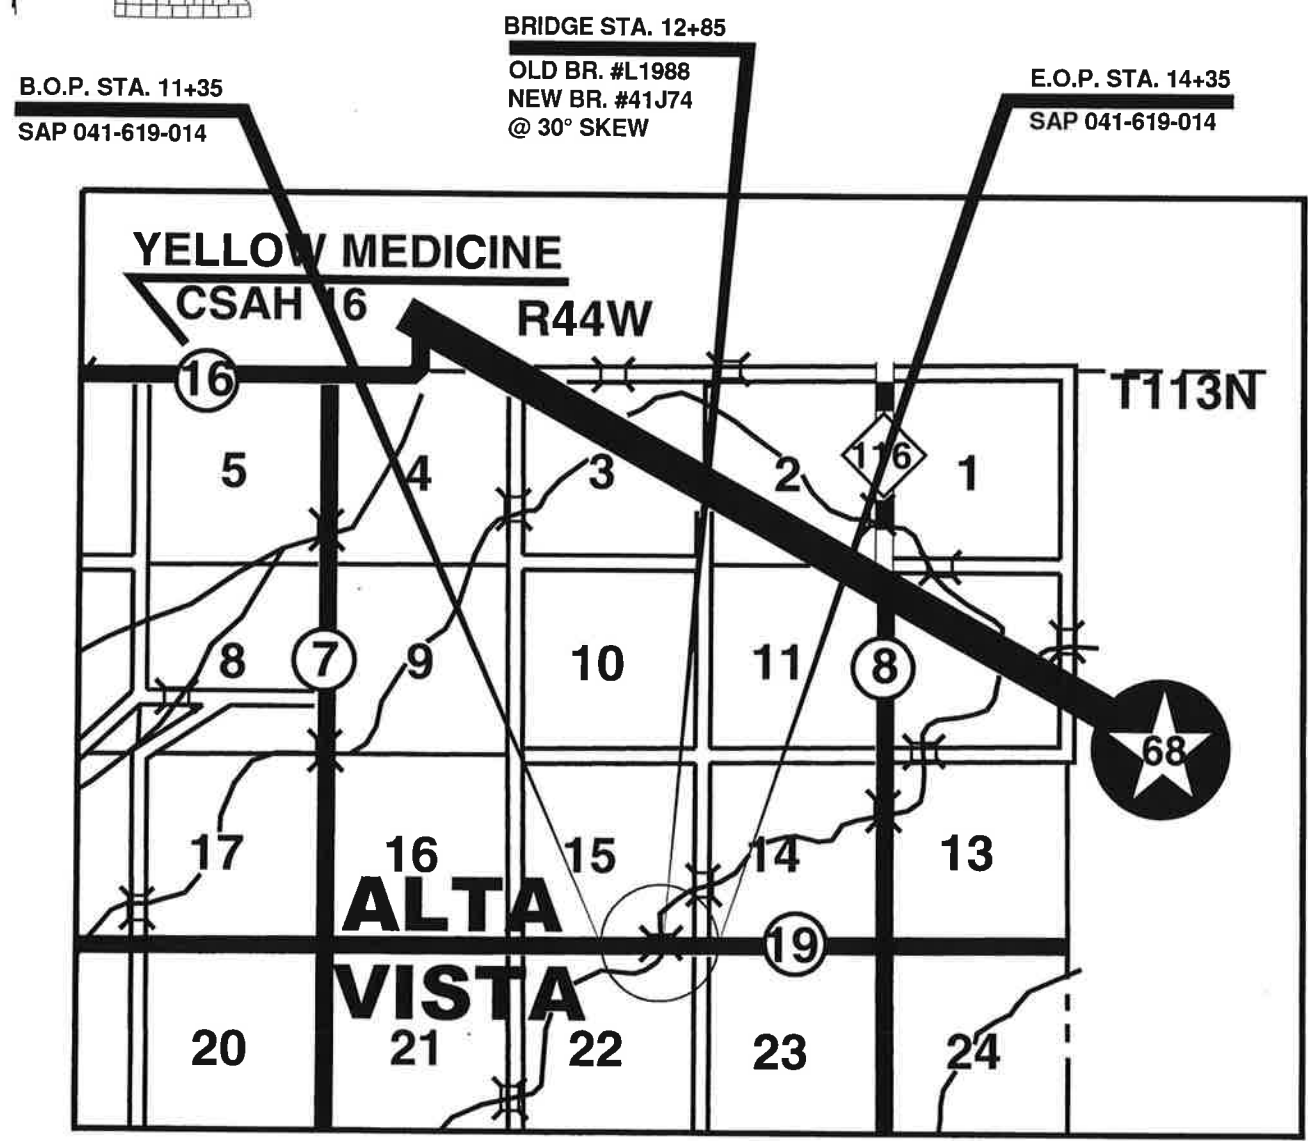 BRIDGE STA. 12+85
OLD BR. #L1988
NEW BR. #41J74
@ 30° SKEW
B.O.P. STA. 11+35
SAP 041-619-014
E.O.P. STA. 14+35
SAP 041-619-014
YELLOW MEDICINE
CSAH 16
R44W
16
T113N
5
4
3
2
116
1
8
7
9
10
11
8
68
17
16
15
14
13
ALTA
19
VISTA
20
21
22
23
24